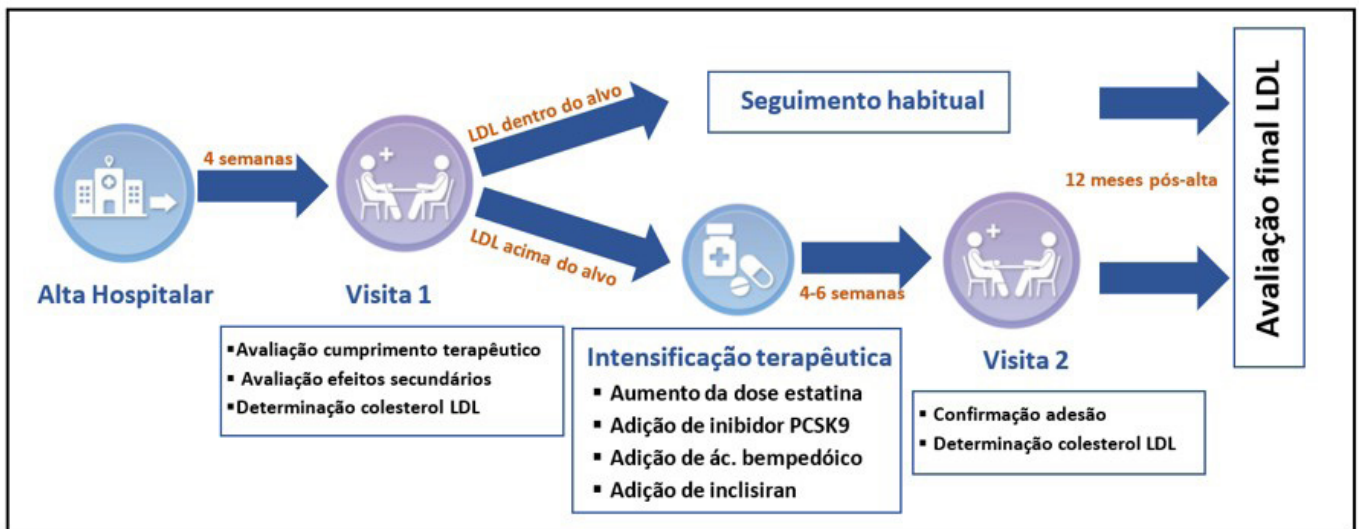 Alta Hospitalar
4 semanas
Visita 1
▪Avaliação cumprimento terapêutico
▪ Avaliação efeitos secundários
▪Determinação colesterol LDL
LDL dentro do alvo
Seguimento habitual
LDL acima do alvo
Intensificação terapêutica
▪ Aumento da dose estatina
▪ Adição de inibidor PCSK9
▪ Adição de ác. bempedóico
▪ Adição de inclisiran
4-6 semanas
Visita 2
▪ Confirmação adesão
▪ Determinação colesterol LDL
12 meses pós-alta
Avaliação final LDL